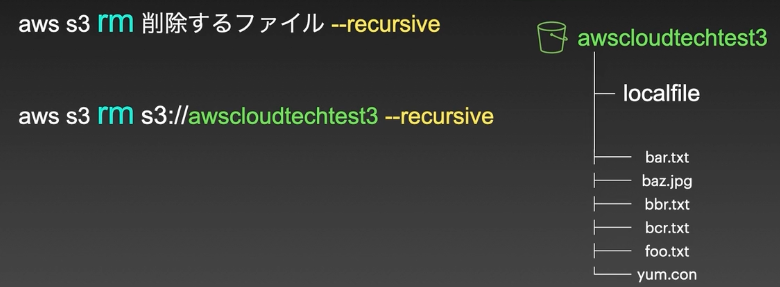 aws s3 rm 削除するファイル --recursive
aws s3 rm s3://awscloudtechtest3 --recursive
awscloudtechtest3
localfile
bar.txt
baz.jpg
bbr.txt
bcr.txt
foo.txt
yum.con